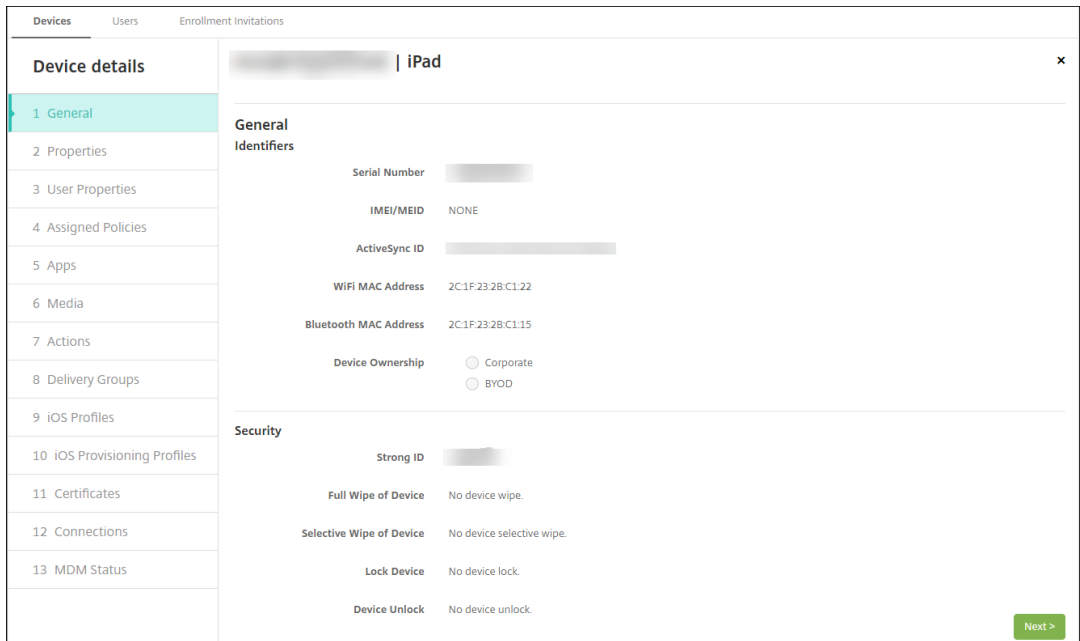 Devices Users Enrollment Invitations
Device details
| iPad
×
1 General
2 Properties
3 User Properties
4 Assigned Policies
5 Apps
6 Media
7 Actions
8 Delivery Groups
9 iOS Profiles
10 iOS Provisioning Profiles
11 Certificates
12 Connections
13 MDM Status
General
Identifiers
Serial Number
IMEI/MEID NONE
ActiveSync ID
WiFi MAC Address 2C:1F:23:2B:C1:22
Bluetooth MAC Address 2C:1F:23:2B:C1:15
Device Ownership Corporate
BYOD
Security
Strong ID
Full Wipe of Device No device wipe.
Selective Wipe of Device No device selective wipe.
Lock Device No device lock.
Device Unlock No device unlock.
Next >